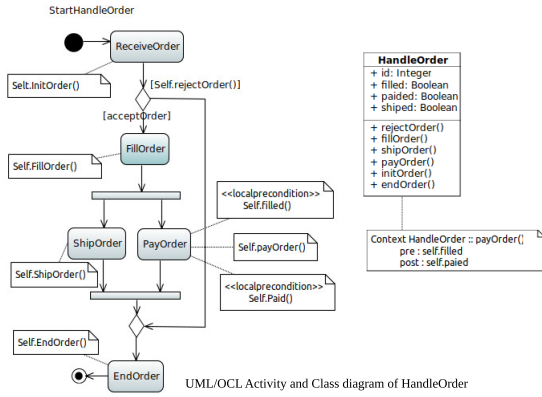 StartHandleOrder
ReceiveOrder
Selt.InitOrder()
[Self.rejectOrder()]
[acceptOrder]
FillOrder
Self.FillOrder()
<<localprecondition>>
Self.filled()
ShipOrder
PayOrder
Self.payOrder()
Self.ShipOrder()
<<localprecondition>>
Self.Paid()
Self.EndOrder()
EndOrder
HandleOrder
+ id: Integer
+ filled: Boolean
+ paided: Boolean
+ shiped: Boolean
+ rejectOrder()
+ fillOrder()
+ shipOrder()
+ payOrder()
+ initOrder()
+ endOrder()
Context HandleOrder :: payOrder()
pre : self.filled
post : self.paied
UML/OCL Activity and Class diagram of HandleOrder